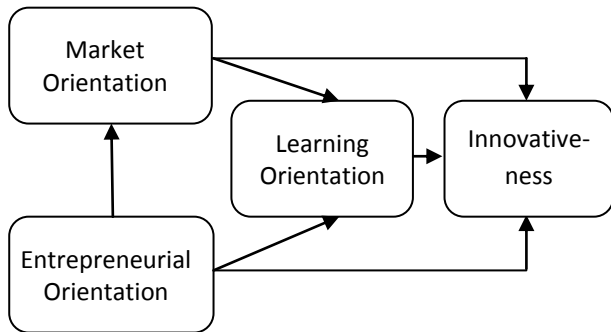 Market
Orientation
Learning
Orientation
Innovative-
ness
Entrepreneurial
Orientation